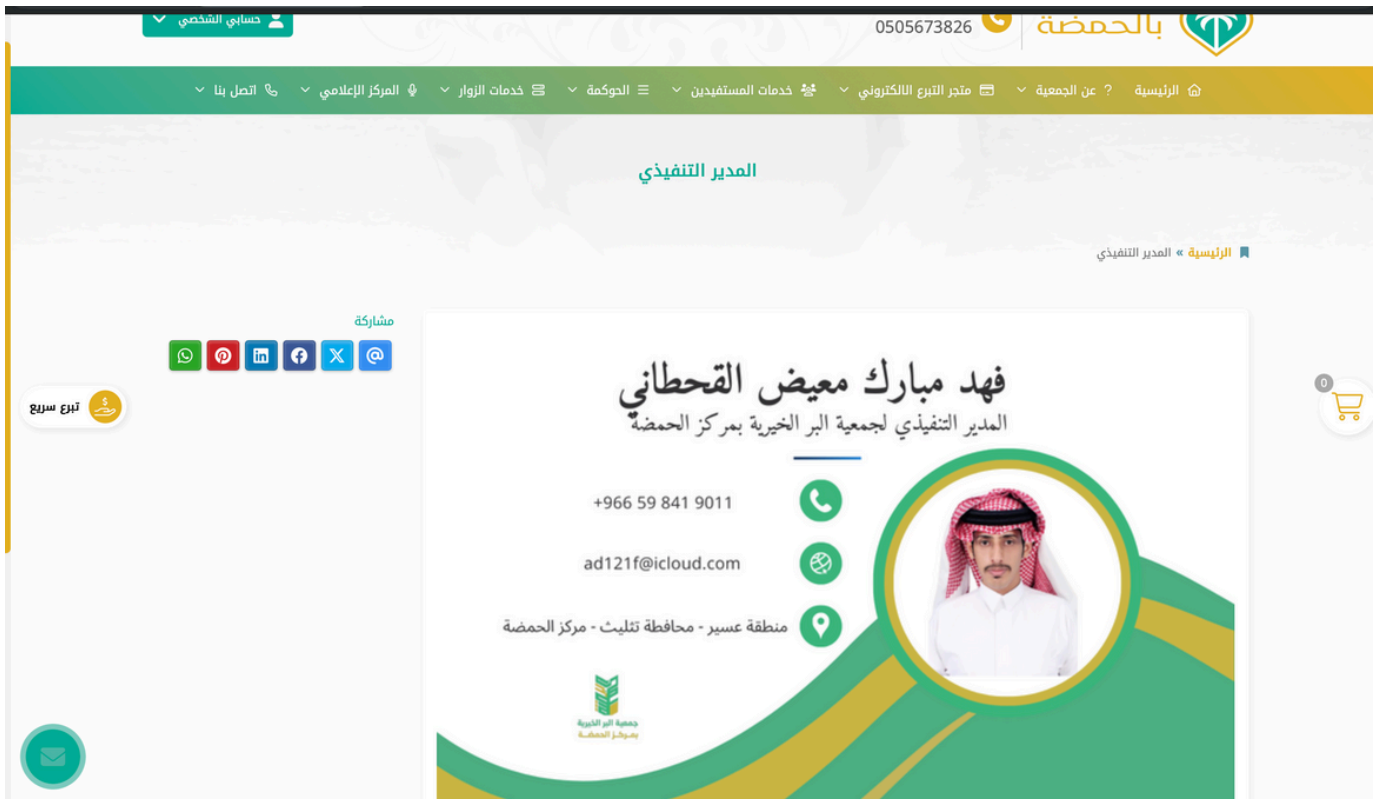 بالحمضة
0505673826
حسابي الشخصي
الرئيسية ? عن الجمعية متجر التبرع الالكتروني خدمات المستفيدين الحوكمة خدمات الزوار المركز الإعلامي اتصل بنا
المدير التنفيذي
الرئيسية » المدير التنفيذي
مشاركة
فهد مبارك معيض القحطاني
المدير التنفيذي لجمعية البر الخيرية بمركز الحمضة
+966 59 841 9011
ad121f@icloud.com
منطقة عسير - محافظة تثليث - مركز الحمضة
جمعية البر الخيرية
بمركز الحمضة
تبرع سريع
0